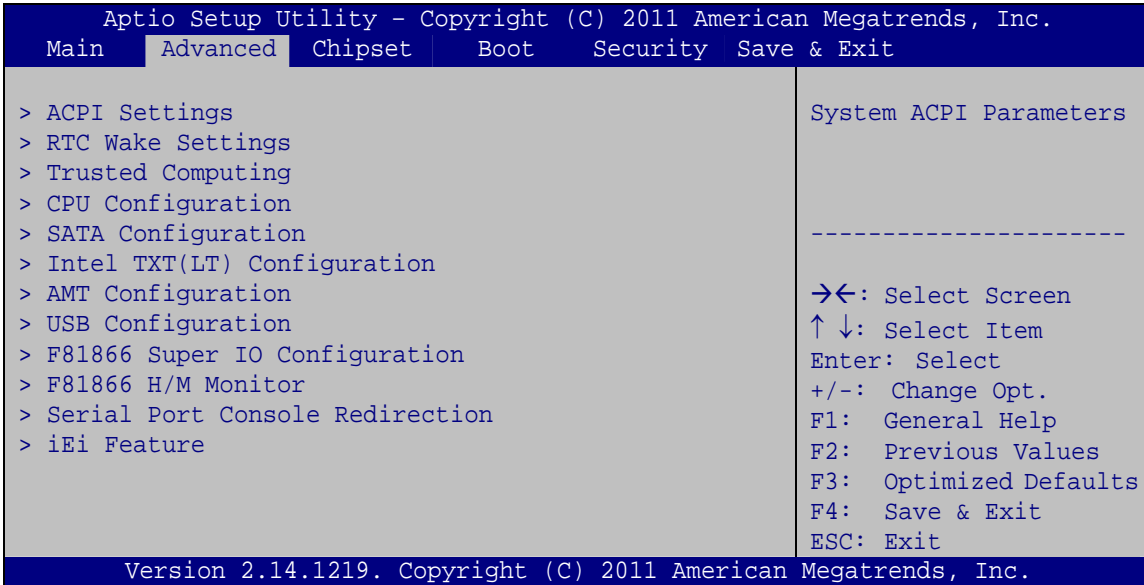 Aptio Setup Utility – Copyright (C) 2011 American Megatrends, Inc.
Main Advanced Chipset Boot Security Save & Exit
> ACPI Settings
> RTC Wake Settings
> Trusted Computing
> CPU Configuration
> SATA Configuration
> Intel TXT(LT) Configuration
> AMT Configuration
> USB Configuration
> F81866 Super IO Configuration
> F81866 H/M Monitor
> Serial Port Console Redirection
> iEi Feature
System ACPI Parameters
----------------------
→←: Select Screen
↑ ↓: Select Item
Enter: Select
+/-: Change Opt.
F1: General Help
F2: Previous Values
F3: Optimized Defaults
F4: Save & Exit
ESC: Exit
Version 2.14.1219. Copyright (C) 2011 American Megatrends, Inc.